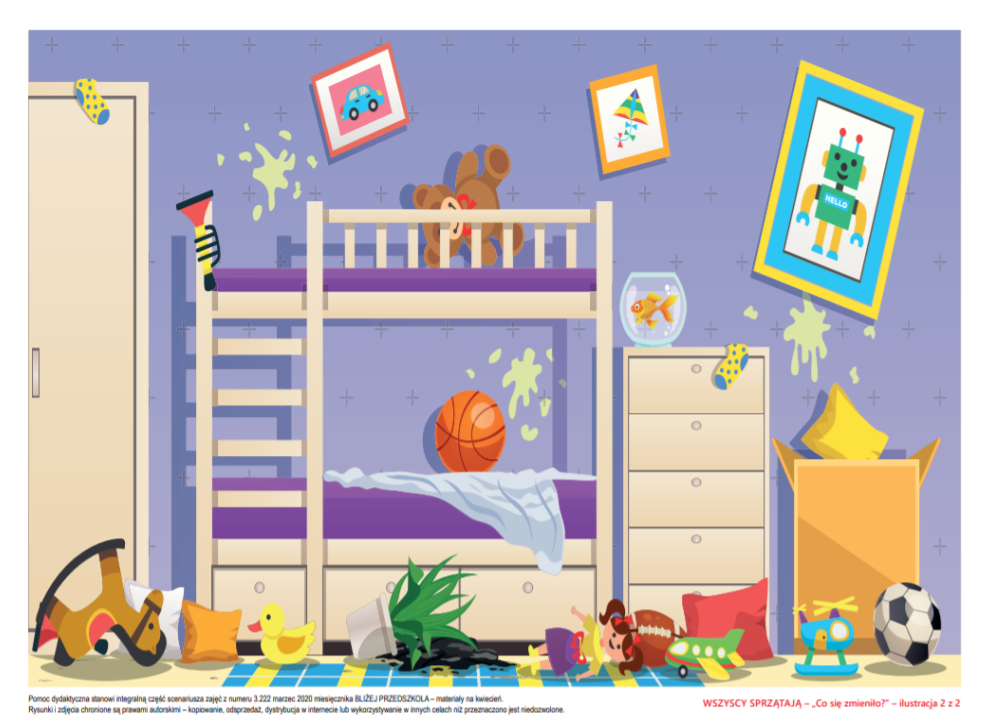 HELLO
Pomoc dydaktyczna stanowi integralną część scenariusza zajęć z numeru 3.222 marzec 2020 miesięcznika BLIŻEJ PRZEDSZKOLA – materiały na kwiecień.
Rysunki i zdjęcia chronione są prawami autorskimi – kopiowanie, odsprzedaż, dystrybucja w internecie lub wykorzystywanie w innych celach niż przeznaczono jest niedozwolone.
WSZYSCY SPRZĄTAJĄ – „Co się zmieniło?” – ilustracja 2 z 2